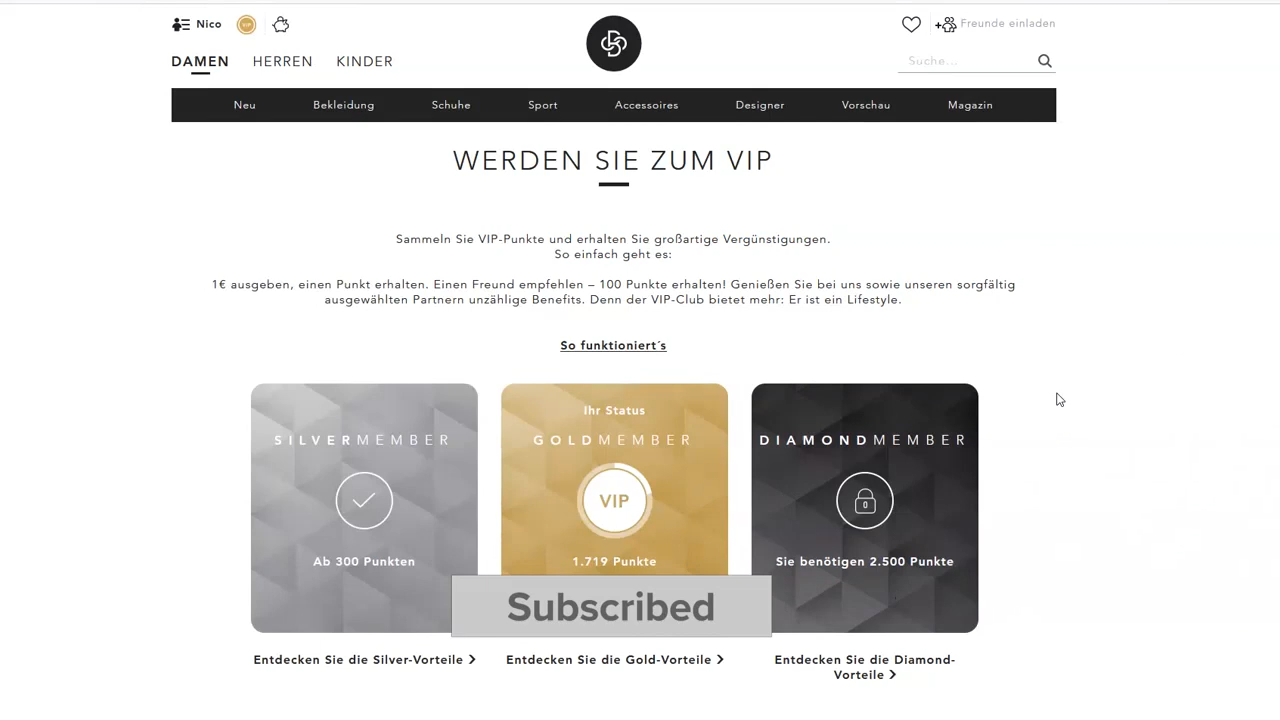 Nico
VIP
Freunde einladen
DAMEN HERREN KINDER
Suche...
Neu Bekleidung Schuhe Sport Accessoires Designer Vorschau Magazin
WERDEN SIE ZUM VIP
Sammeln Sie VIP-Punkte und erhalten Sie großartige Vergünstigungen.
So einfach geht es:
1€ ausgeben, einen Punkt erhalten. Einen Freund empfehlen – 100 Punkte erhalten! Genießen Sie bei uns sowie unseren sorgfältig
ausgewählten Partnern unzählige Benefits. Denn der VIP-Club bietet mehr: Er ist ein Lifestyle.
So funktioniert´s
SILVERMEMBER
Ab 300 Punkten
Ihr Status
GOLDMEMBER
VIP
1.719 Punkte
DIAMONDMEMBER
Sie benötigen 2.500 Punkte
Subscribed
Entdecken Sie die Silver-Vorteile
Entdecken Sie die Gold-Vorteile
Entdecken Sie die Diamond-
Vorteile